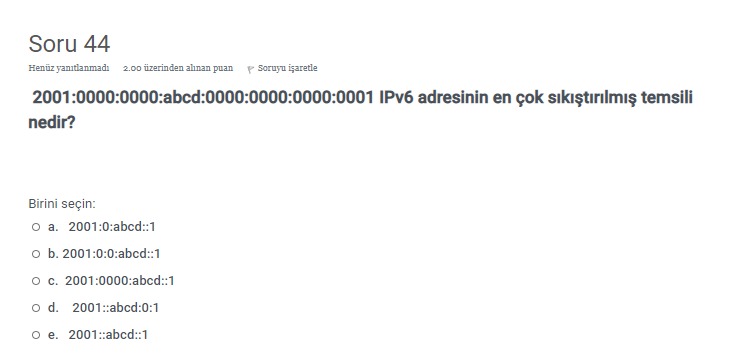 Soru 44
Henüz yanıtlanmadı 2.00 üzerinden alınan puan Soruyu işaretle
2001:0000:0000:abcd:0000:0000:0000:0001 IPv6 adresinin en çok sıkıştırılmış temsili
nedir?
Birini seçin:
a. 2001:0:abcd::1
b. 2001:0:0:abcd::1
c. 2001:0000:abcd::1
d. 2001::abcd:0:1
e. 2001::abcd::1